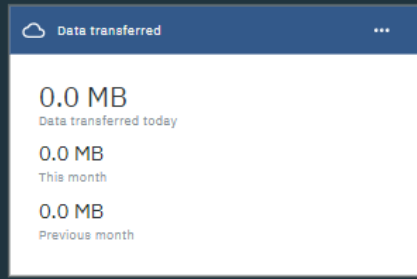 Data transferred
0.0 MB
Data transferred today
0.0 MB
This month
0.0 MB
Previous month